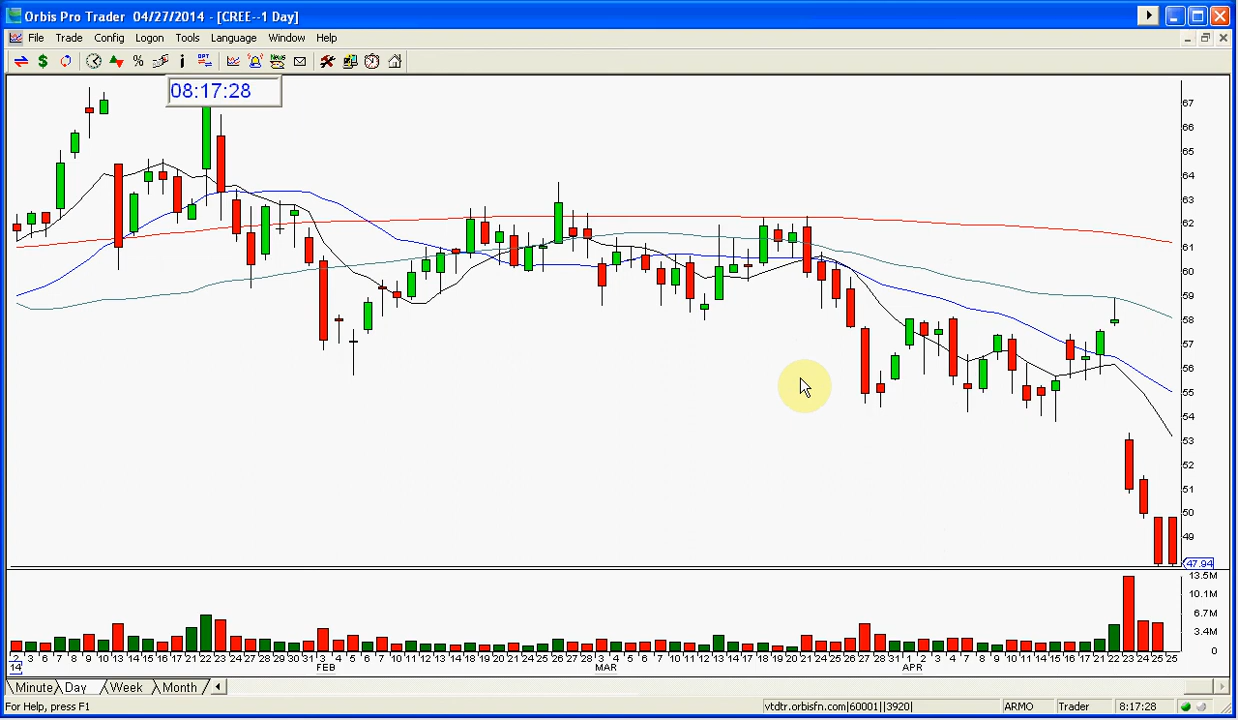 Orbis Pro Trader 04/27/2014 - [CREE--1 Day]
File Trade Config Logon Tools Language Window Help
08:17:28
67
66
65
64
63
62
61
60
59
58
57
56
55
54
53
52
51
50
49
47.94
13.5M
10.1M
6.7M
3.4M
0
2 3 6 7 8 9 10 13 14 15 16 17 21 22 23 24 27 28 29 30 31 3 4 5 6 7 10 11 12 13 14 18 19 20 21 24 25 26 27 28 3 4 5 6 7 10 11 12 13 14 17 18 19 20 21 24 25 26 27 28 31 1 2 3 4 7 8 9 10 11 14 15 16 17 21 22 23 24 25 25
14 FEB MAR APR
Minute Day Week Month
For Help, press F1 vtdtr.orbisfn.com|60001||3920| ARMO Trader 8:17:28